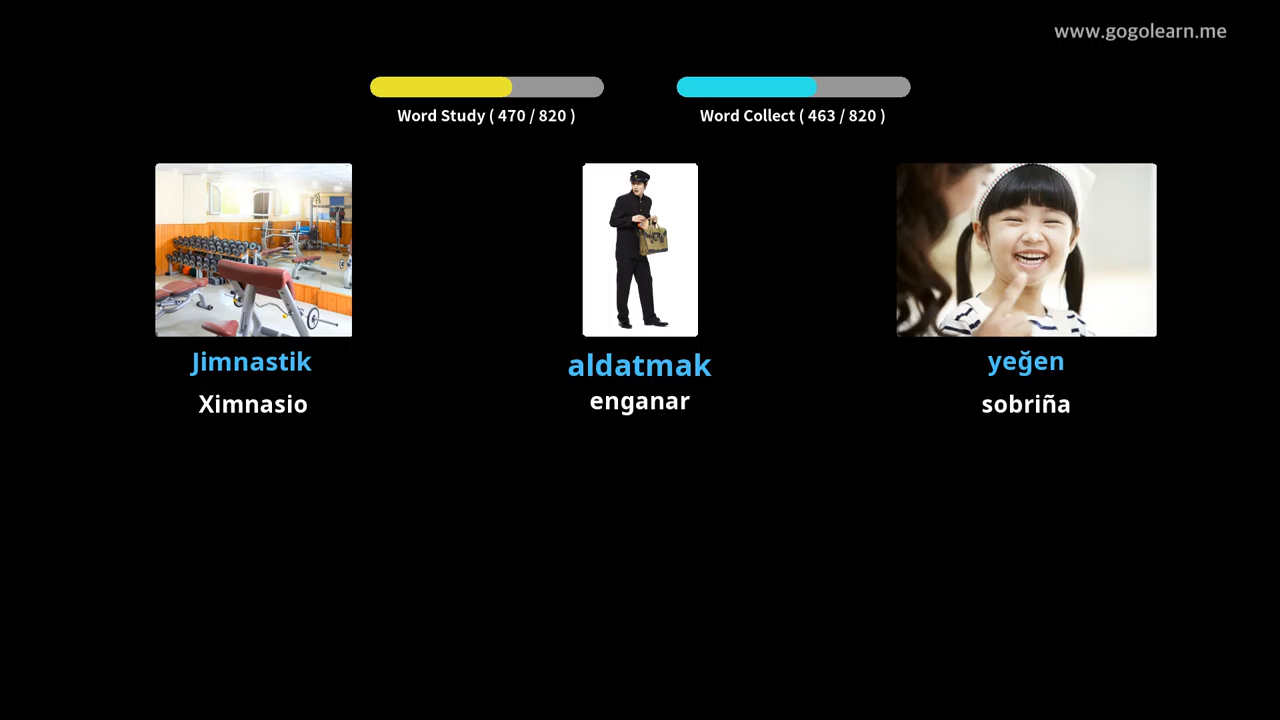 www.gogolearn.me
Word Study ( 470 / 820 )
Word Collect ( 463 / 820 )
Jimnastik
aldatmak
yeğen
Ximnasio
enganar
sobriña